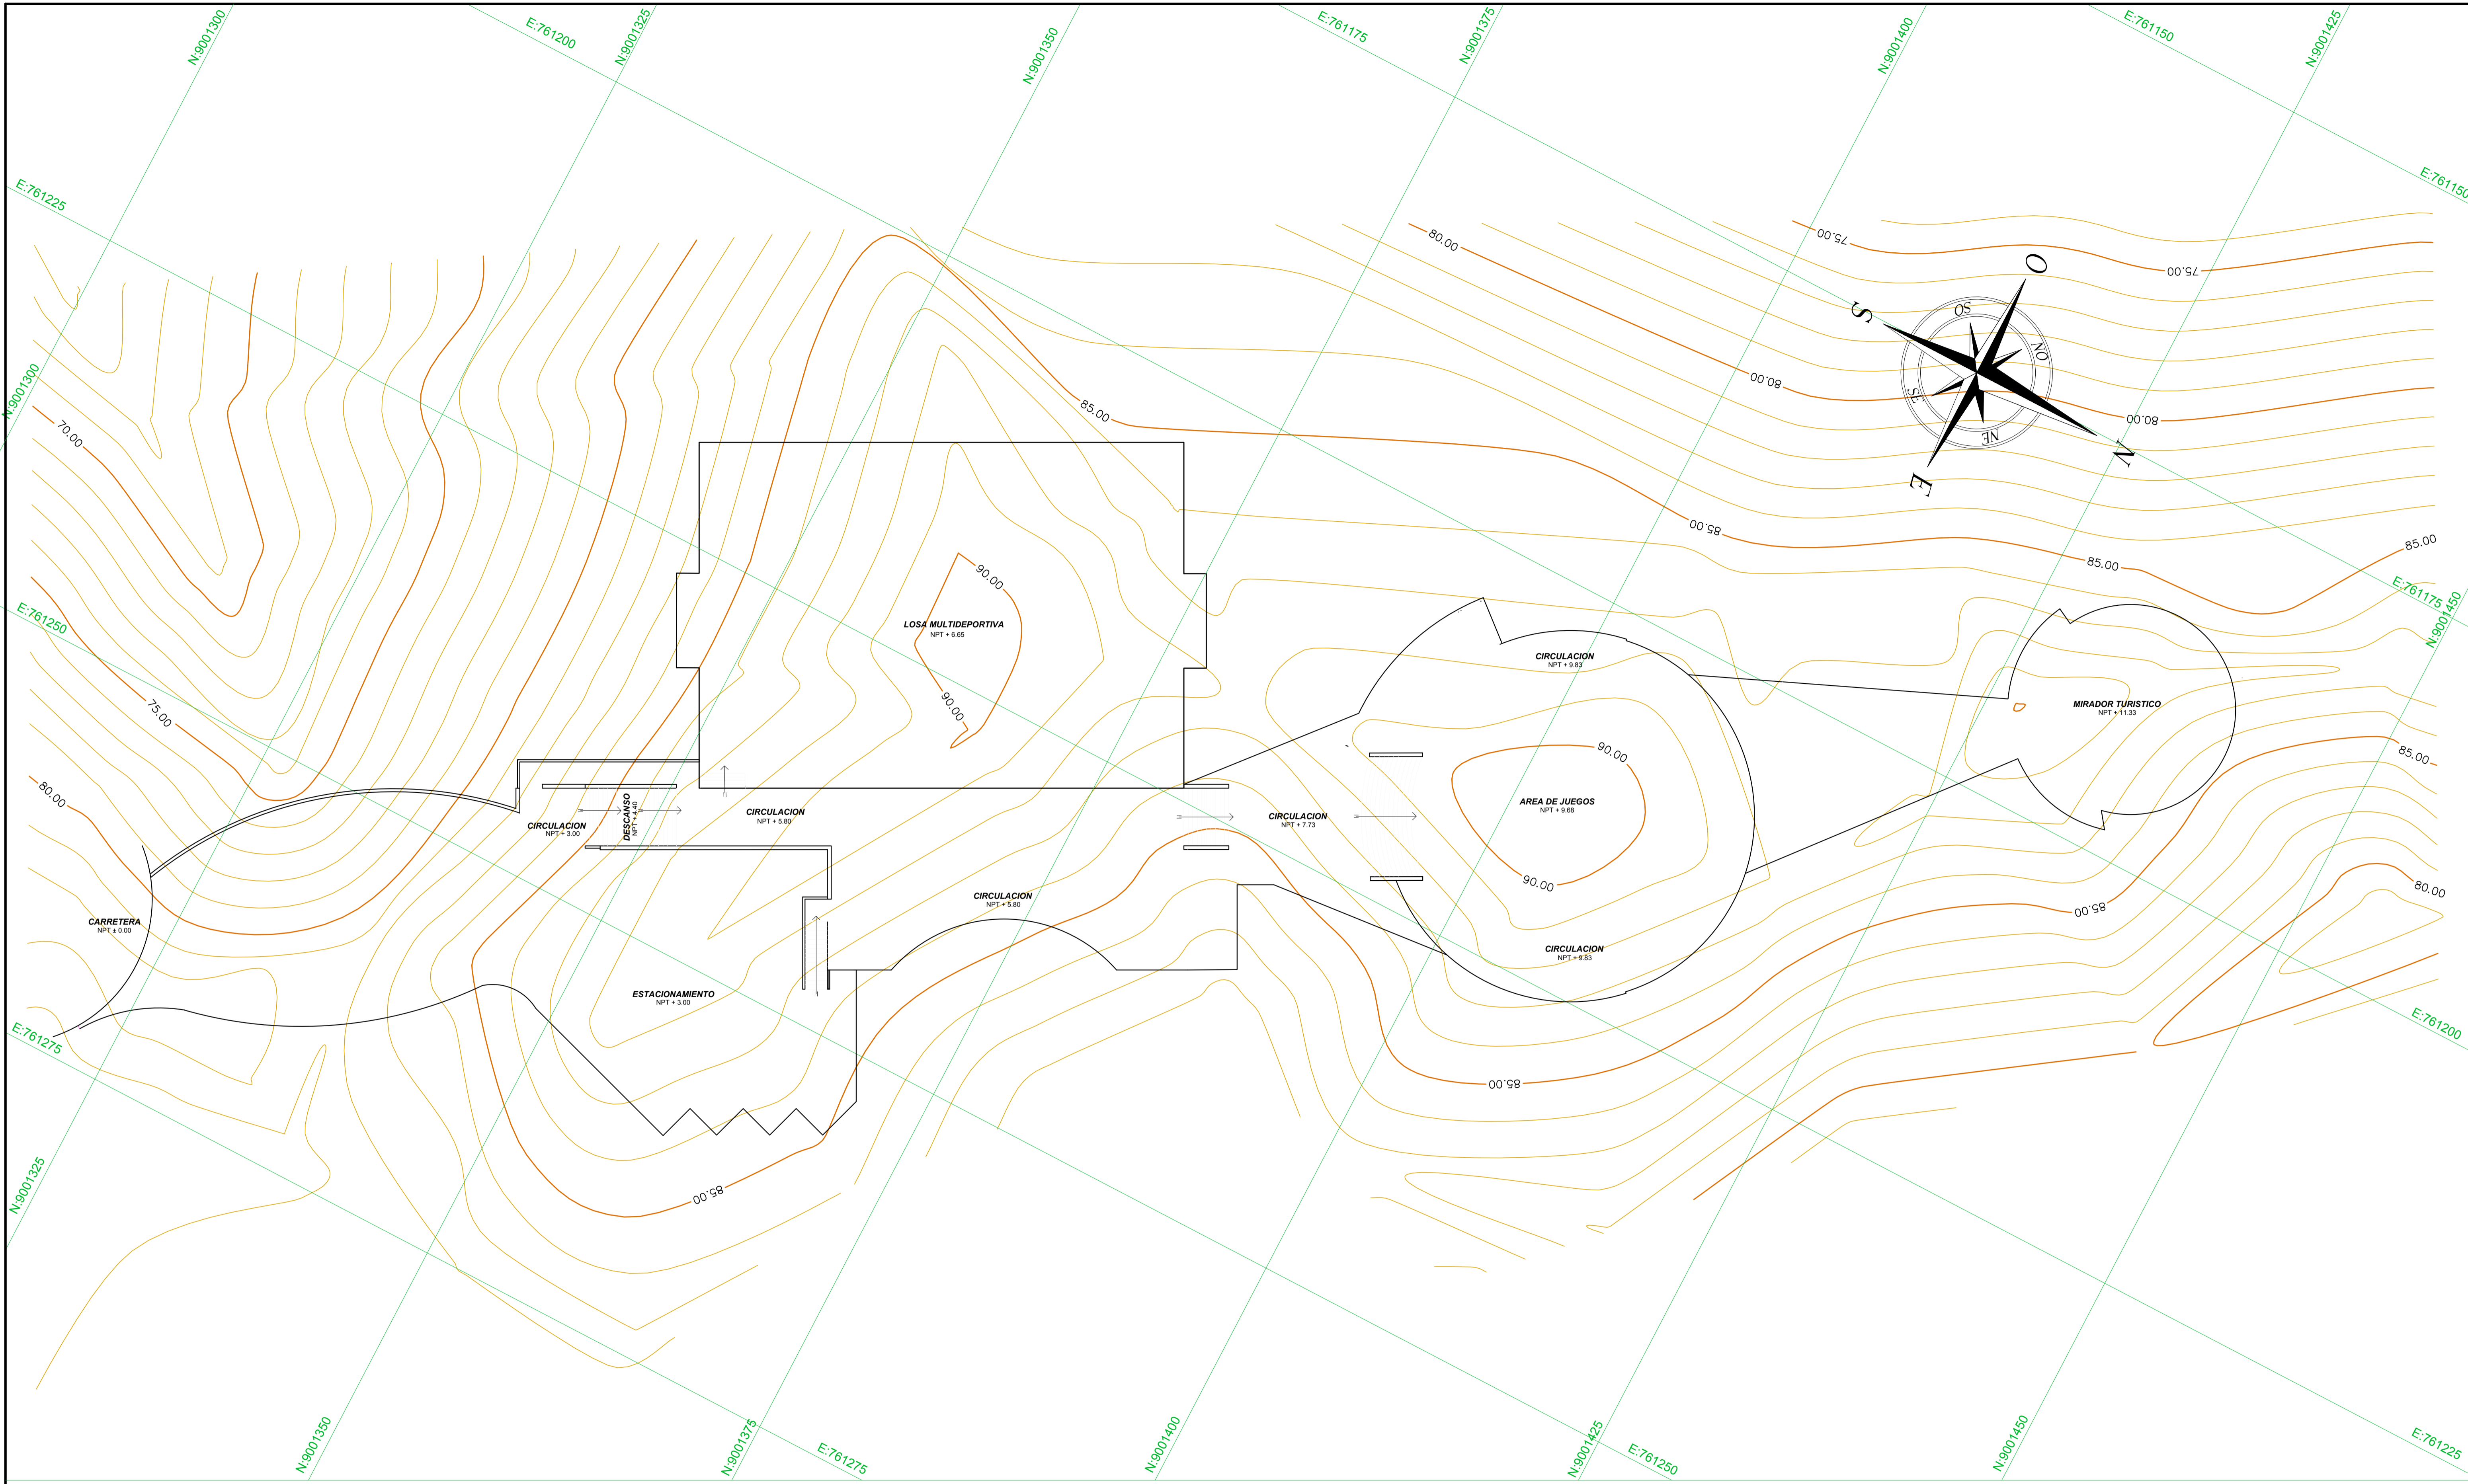 N:9001300
E:761200
N:9001325
N:9001350
E:761175
N:9001375
N:9001400
E:761150
N:9001425
E:761150
E:761225
80.00
75.00
75.00
O
S
SO
NO
SE
NE
N
E
N:9001300
70.00
85.00
80.00
80.00
85.00
85.00
85.00
E:761175
N:9001450
E:761250
75.00
LOSA MULTIDEPORTIVA
NPT + 6.65
90.00
90.00
CIRCULACION
NPT + 9.83
MIRADOR TURISTICO
NPT + 11.33
85.00
80.00
CIRCULACION
NPT + 3.00
DESCANSO
NPT + 4.40
CIRCULACION
NPT + 5.80
CIRCULACION
NPT + 7.73
AREA DE JUEGOS
NPT + 9.68
90.00
90.00
80.00
CARRETERA
NPT ± 0.00
CIRCULACION
NPT + 5.80
CIRCULACION
NPT + 9.83
85.00
ESTACIONAMIENTO
NPT + 3.00
E:761275
E:761200
85.00
85.00
N:9001325
N:9001350
N:9001375
E:761275
N:9001400
N:9001425
E:761250
N:9001450
E:761225